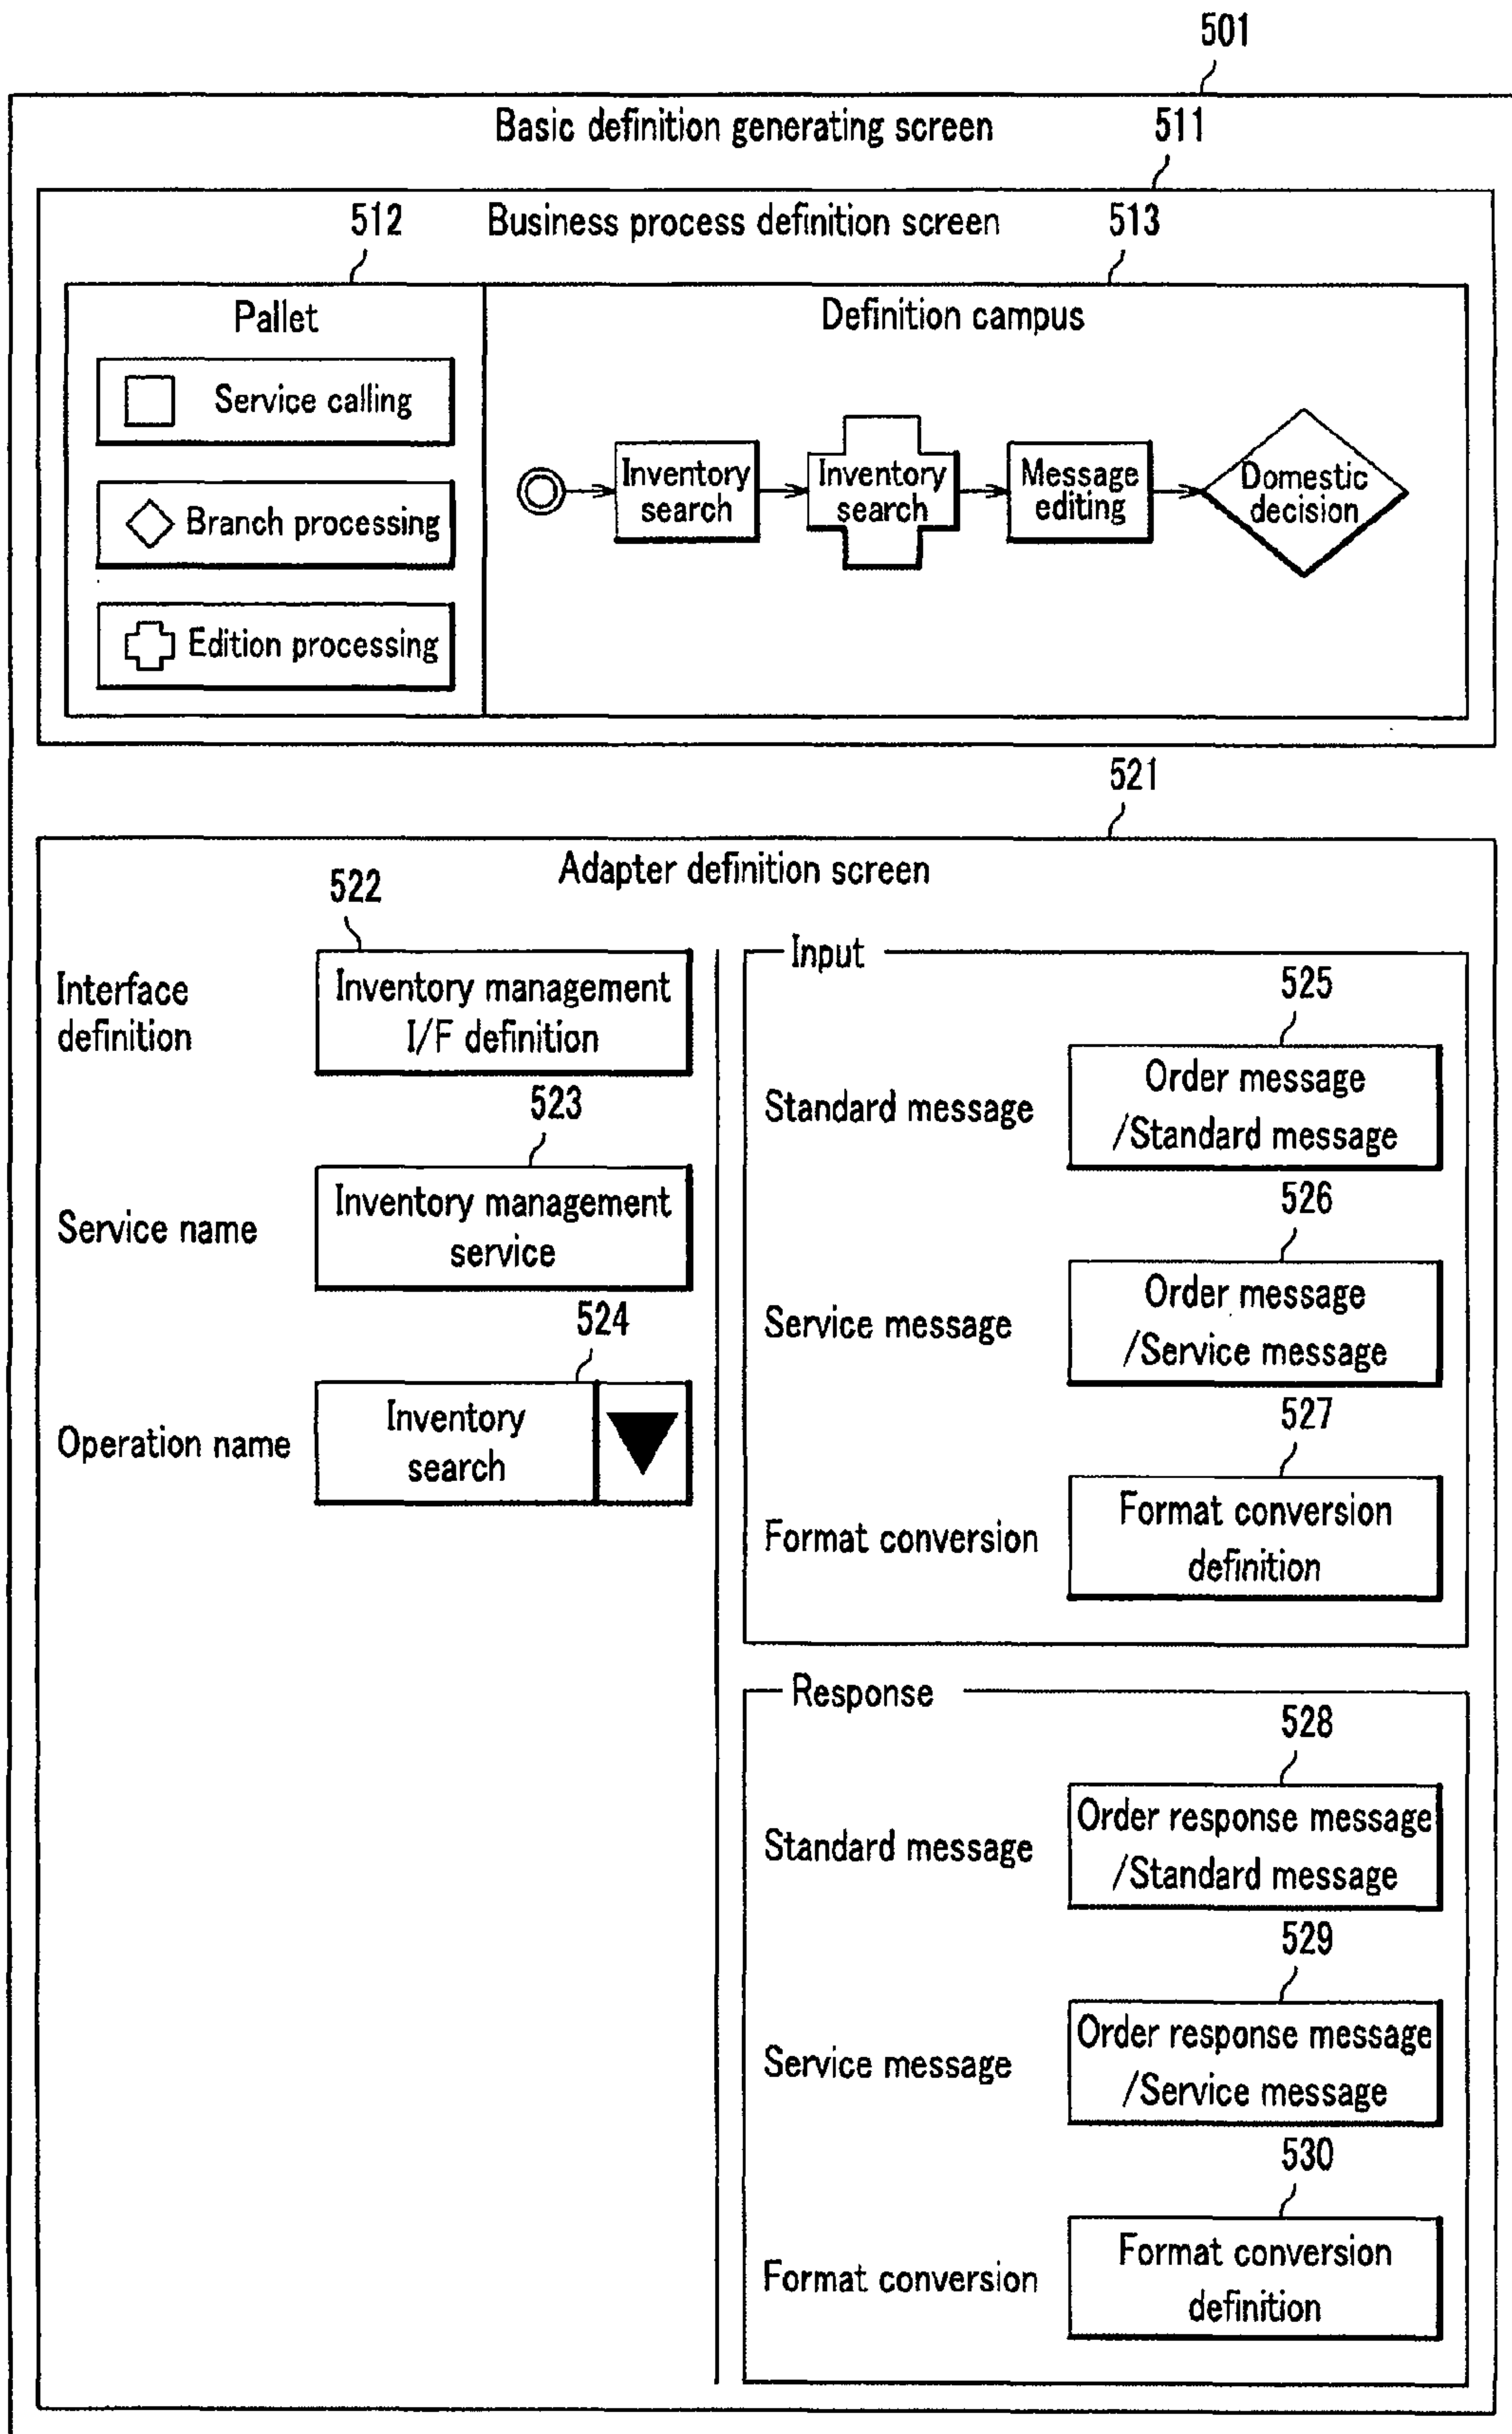 501
Basic definition generating screen
511
512
Business process definition screen
513
Pallet
Service calling
Branch processing
Edition processing
Definition campus
Inventory
search
Inventory
search
Message
editing
Domestic
decision
521
Adapter definition screen
522
Interface
definition
Inventory management
I/F definition
523
Service name
Inventory management
service
524
Operation name
Inventory
search
Input
525
Standard message
Order message
/Standard message
526
Service message
Order message
/Service message
527
Format conversion
Format conversion
definition
Response
528
Standard message
Order response message
/Standard message
529
Service message
Order response message
/Service message
530
Format conversion
Format conversion
definition